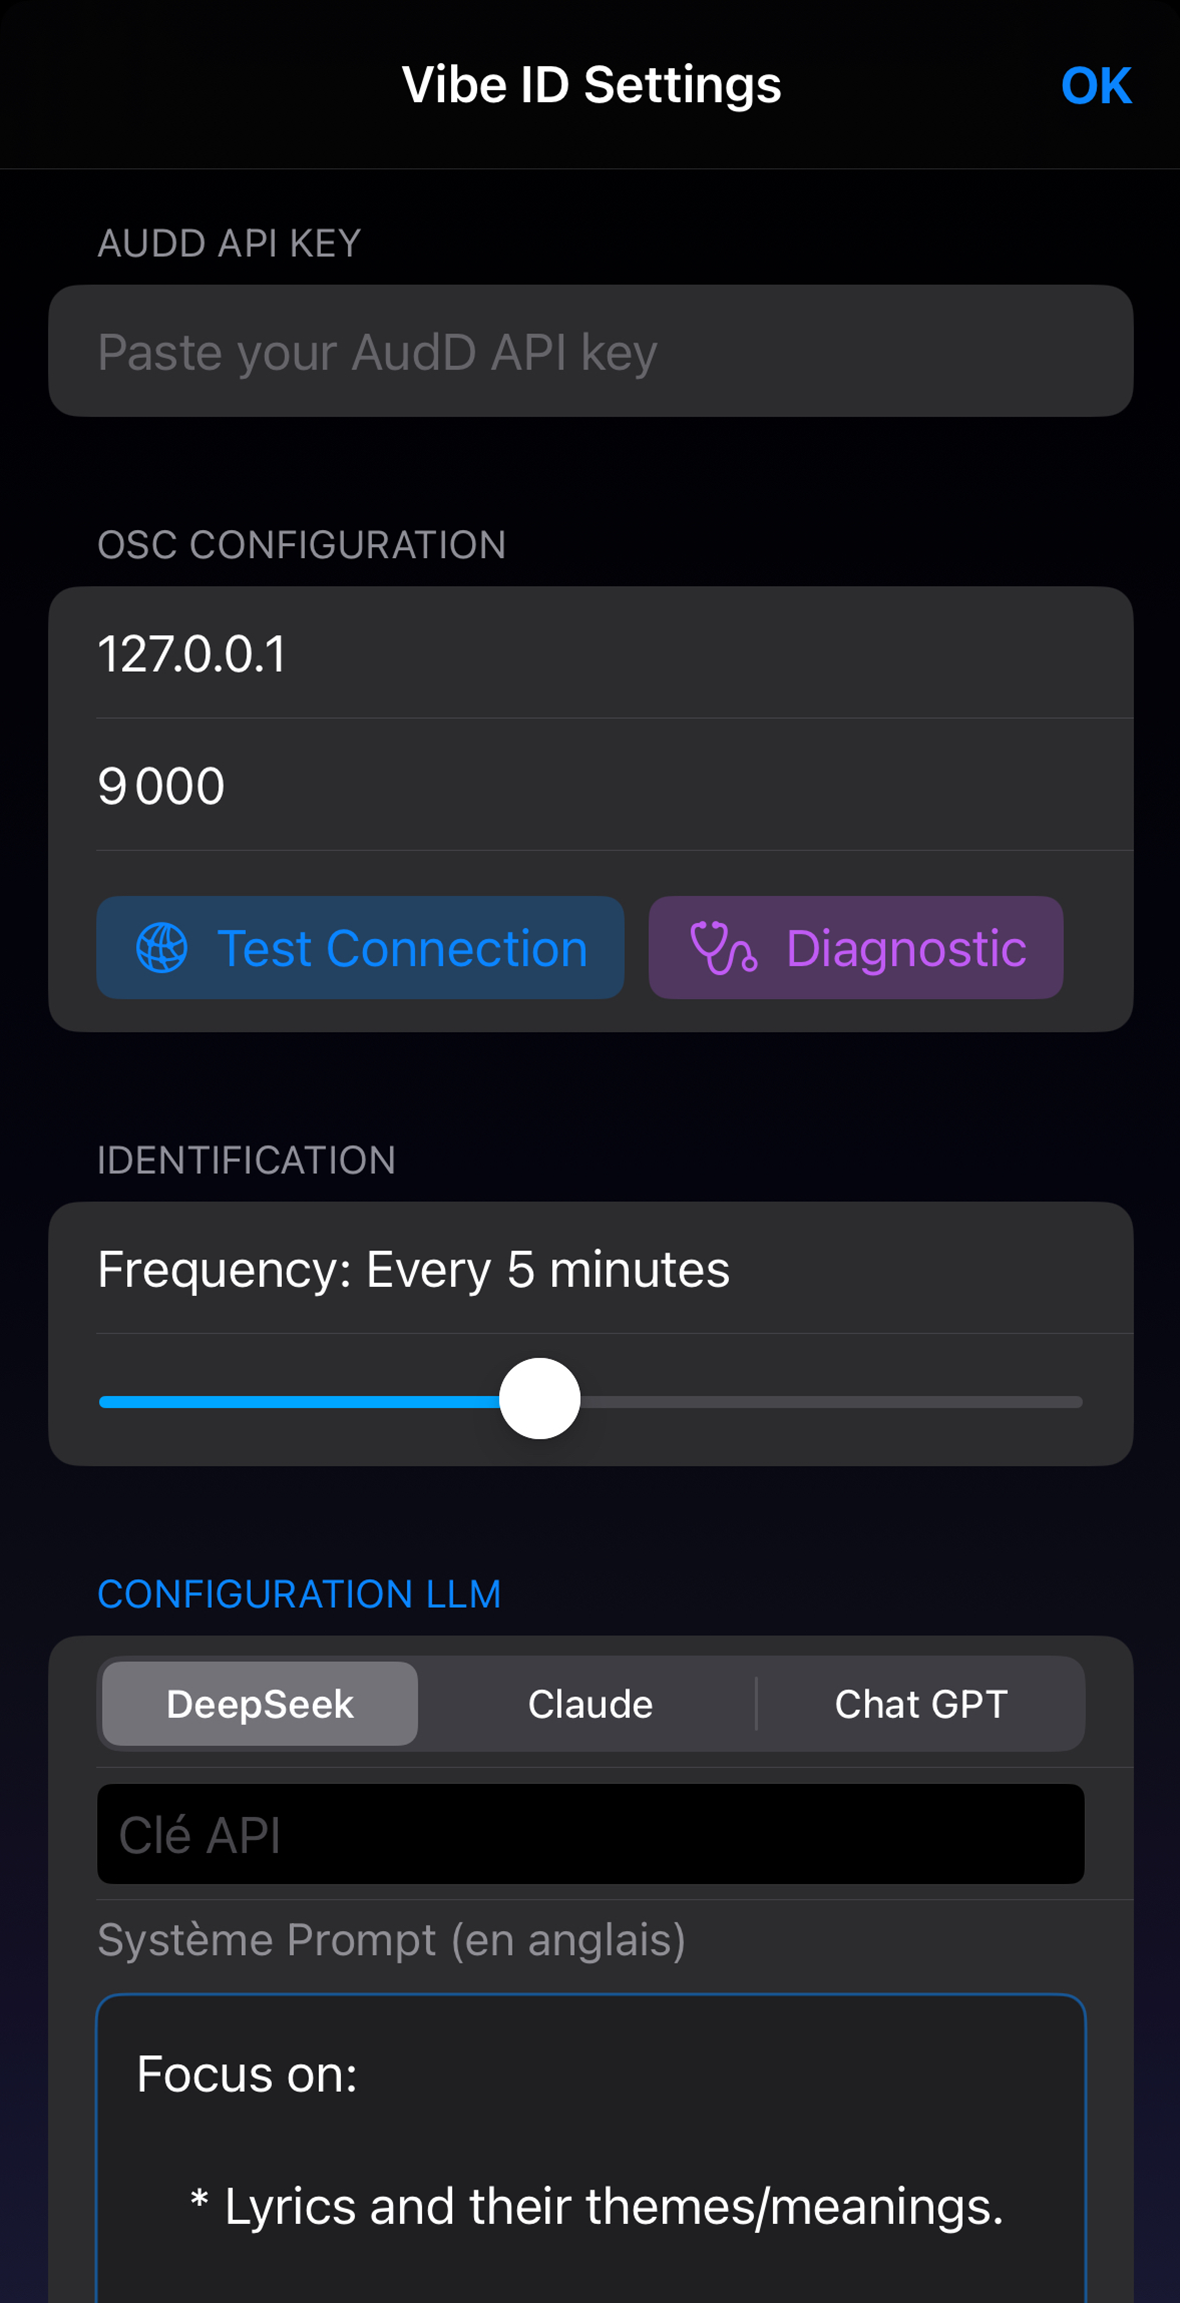 Vibe ID Settings
OK
AUDD API KEY
Paste your AudD API key
OSC CONFIGURATION
127.0.0.1
9 000
Test Connection
Diagnostic
IDENTIFICATION
Frequency: Every 5 minutes
CONFIGURATION LLM
DeepSeek
Claude
Chat GPT
Clé API
Système Prompt (en anglais)
Focus on:
* Lyrics and their themes/meanings.